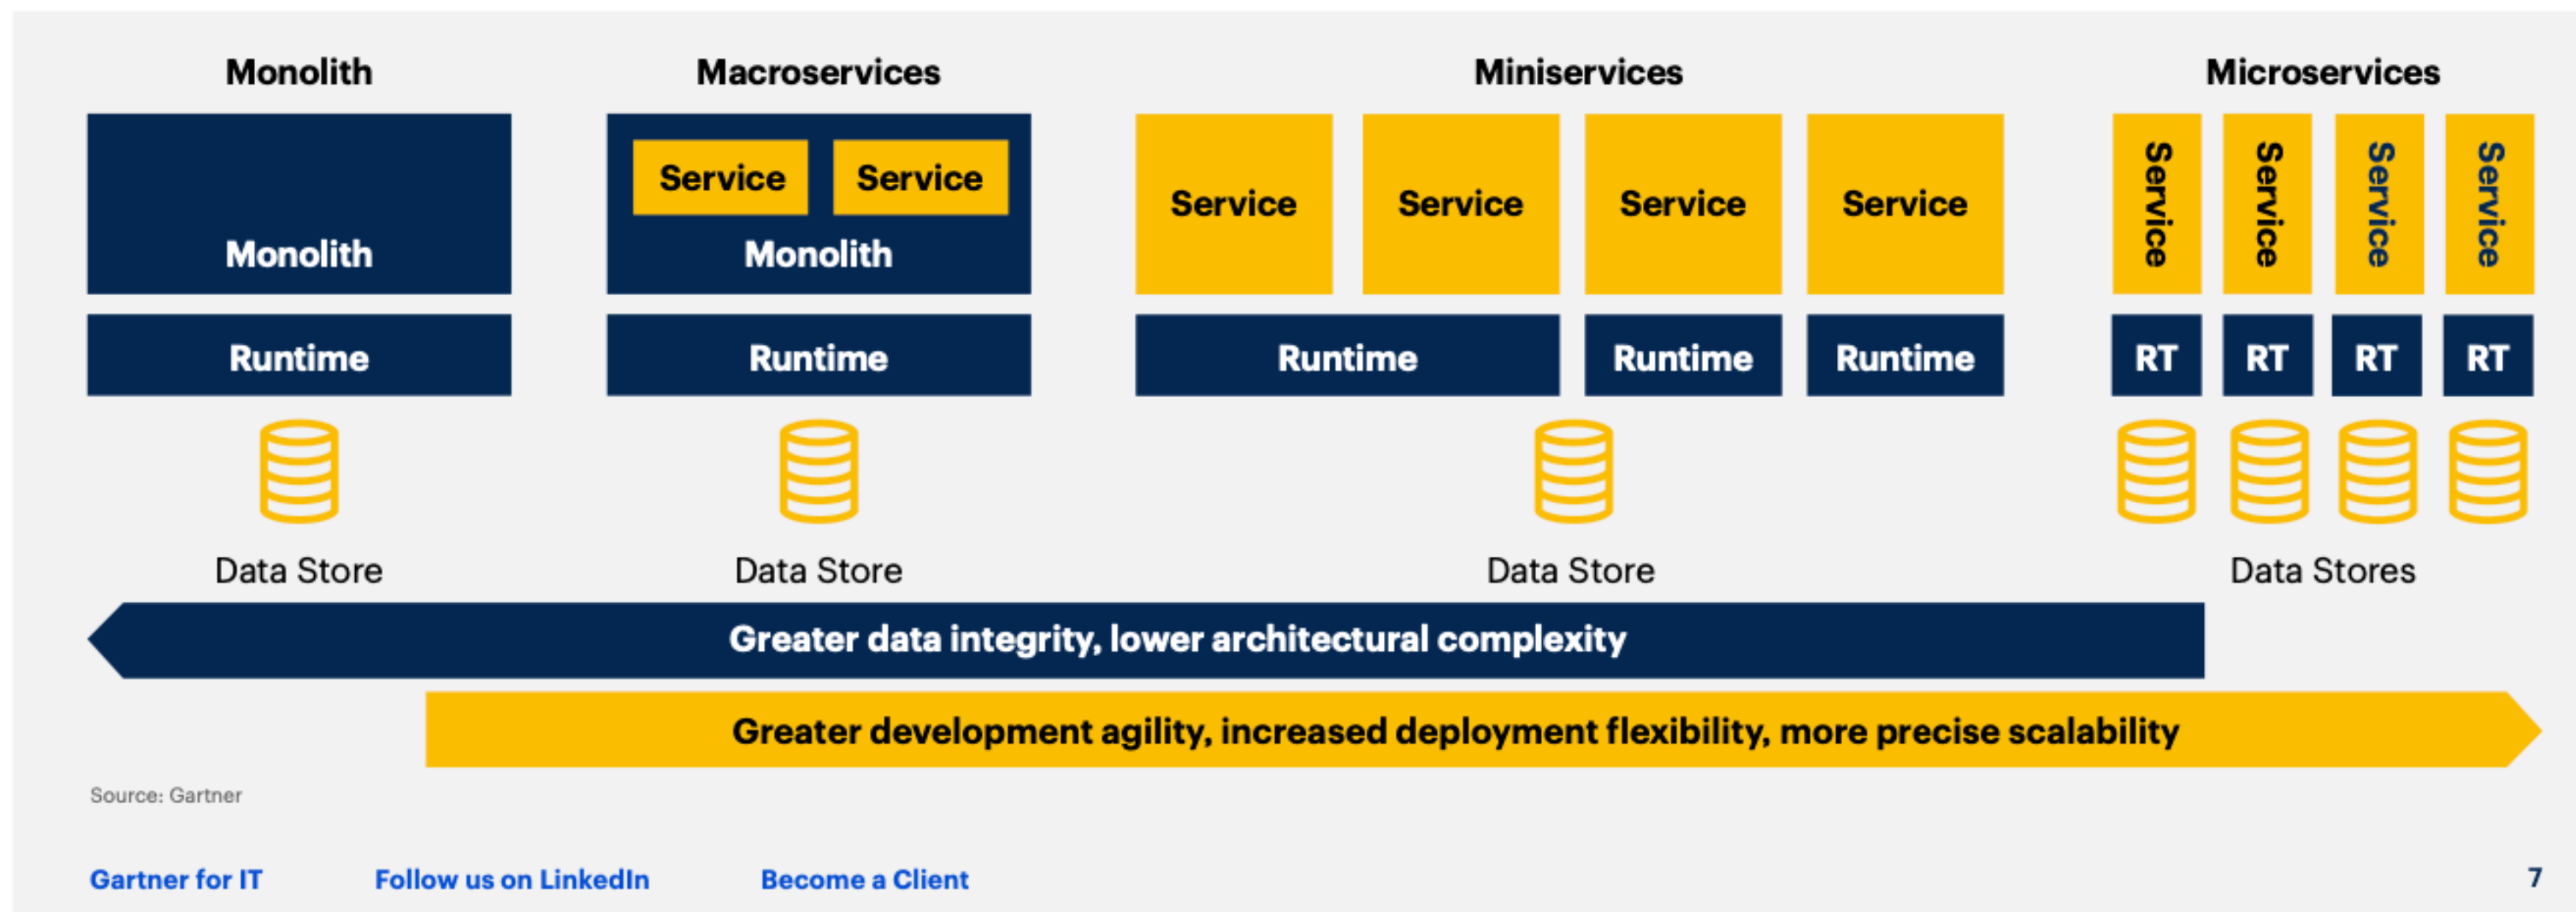 Monolith
Macroservices
Miniservices
Microservices
Service
Service
Monolith
Monolith
Service
Service
Service
Service
Service
Service
Service
Service
Runtime
Runtime
Runtime
Runtime
Runtime
RT
RT
RT
RT
Data Store
Data Store
Data Store
Data Stores
Greater data integrity, lower architectural complexity
Greater development agility, increased deployment flexibility, more precise scalability
Source: Gartner
Gartner for IT
Follow us on LinkedIn
Become a Client
7